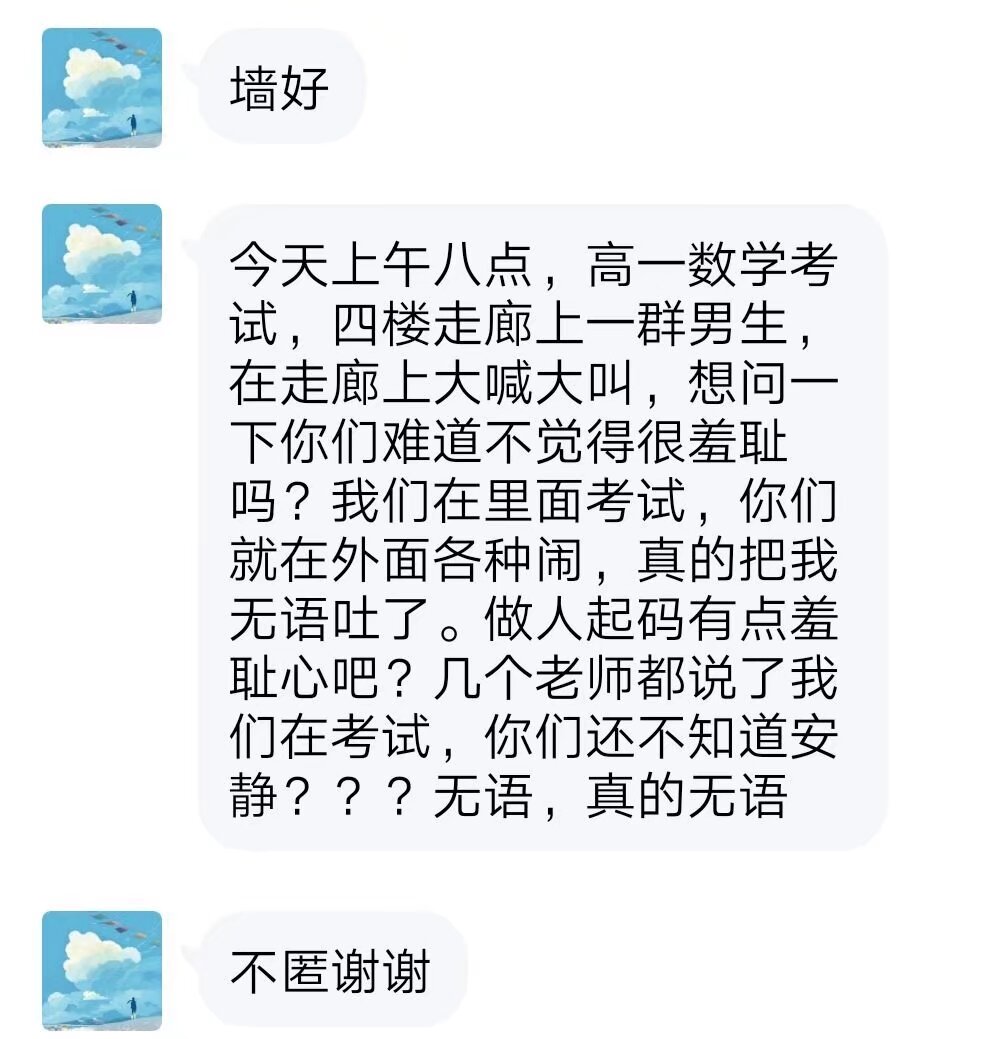 墙好
今天上午八点，高一数学考
试，四楼走廊上一群男生，
在走廊上大喊大叫，想问一
下你们难道不觉得很羞耻
吗？我们在里面考试，你们
就在外面各种闹，真的把我
无语吐了。做人起码有点羞
耻心吧？几个老师都说了我
们在考试，你们还不知道安
静？？？无语，真的无语
不匿谢谢